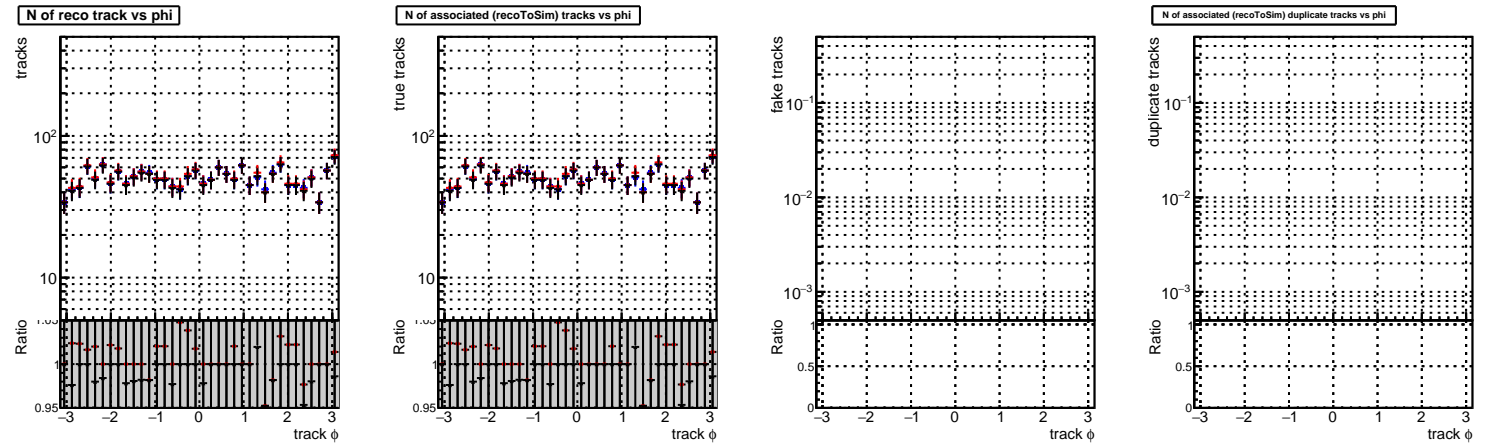 N of reco track vs phi
tracks
10²
10
Ratio
1.05
1
0.95
−3 −2 −1 0 1 2 3
track ϕ
N of associated (recoToSim) tracks vs phi
true tracks
10²
10
Ratio
1.05
1
0.95
−3 −2 −1 0 1 2 3
track ϕ
fake tracks
10⁻¹
10⁻²
10⁻³
Ratio
1
0.5
0
−3 −2 −1 0 1 2 3
track ϕ
N of associated (recoToSim) duplicate tracks vs phi
duplicate tracks
10⁻¹
10⁻²
10⁻³
Ratio
1
0.5
0
−3 −2 −1 0 1 2 3
track ϕ